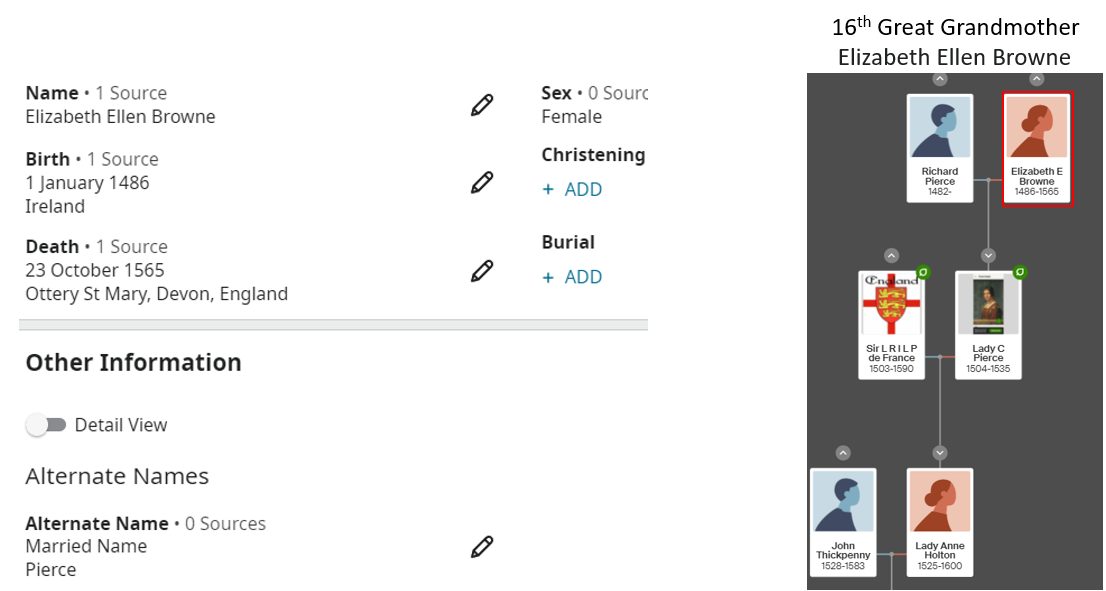 16th Great Grandmother
Elizabeth Ellen Browne
Name • 1 Source
Elizabeth Ellen Browne
Birth • 1 Source
1 January 1486
Ireland
Death • 1 Source
23 October 1565
Ottery St Mary, Devon, England
Sex • 0 Sourc
Female
Christening
+ ADD
Burial
+ ADD
Other Information
Detail View
Alternate Names
Alternate Name • 0 Sources
Married Name
Pierce
Richard
Pierce
1482-
Elizabeth E
Browne
1486-1565
England
Sir L R I L P
de France
1503-1590
Lady C
Pierce
1504-1535
John
Thickpenny
1528-1583
Lady Anne
Holton
1525-1600